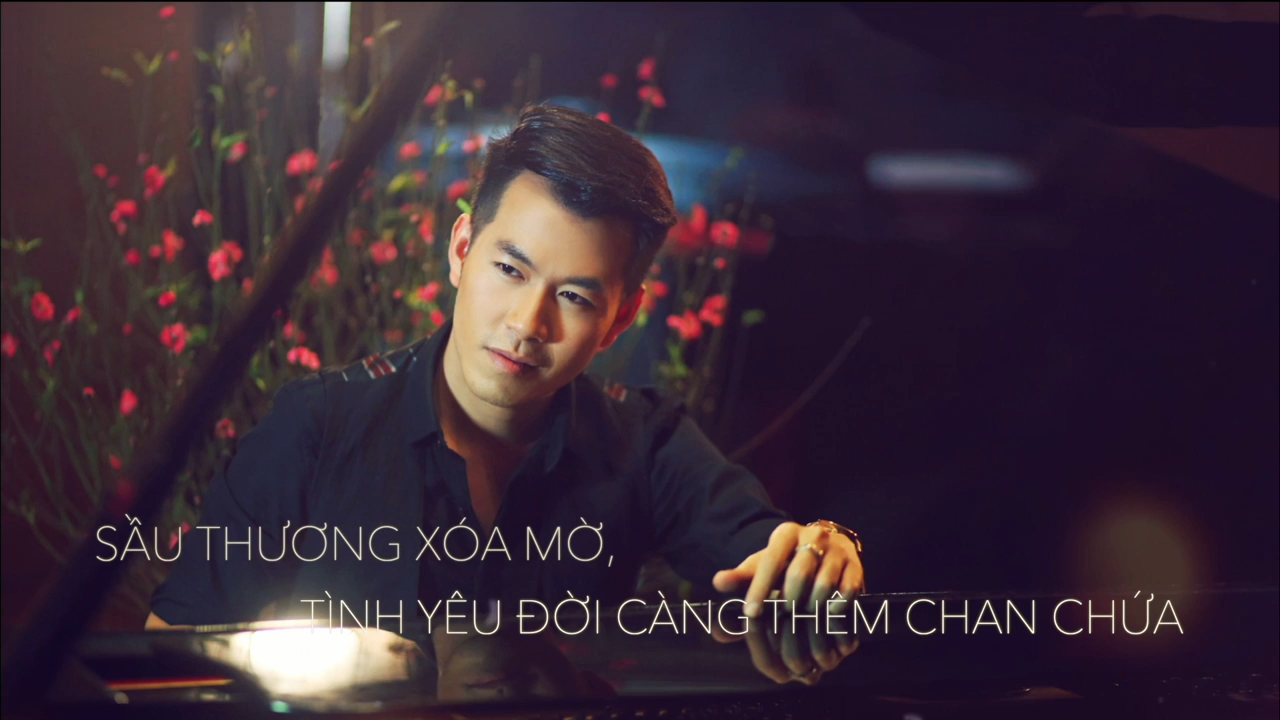 SẦU THƯƠNG XÓA MỜ,
TÌNH YÊU ĐỜI CÀNG THÊM CHAN CHỨA